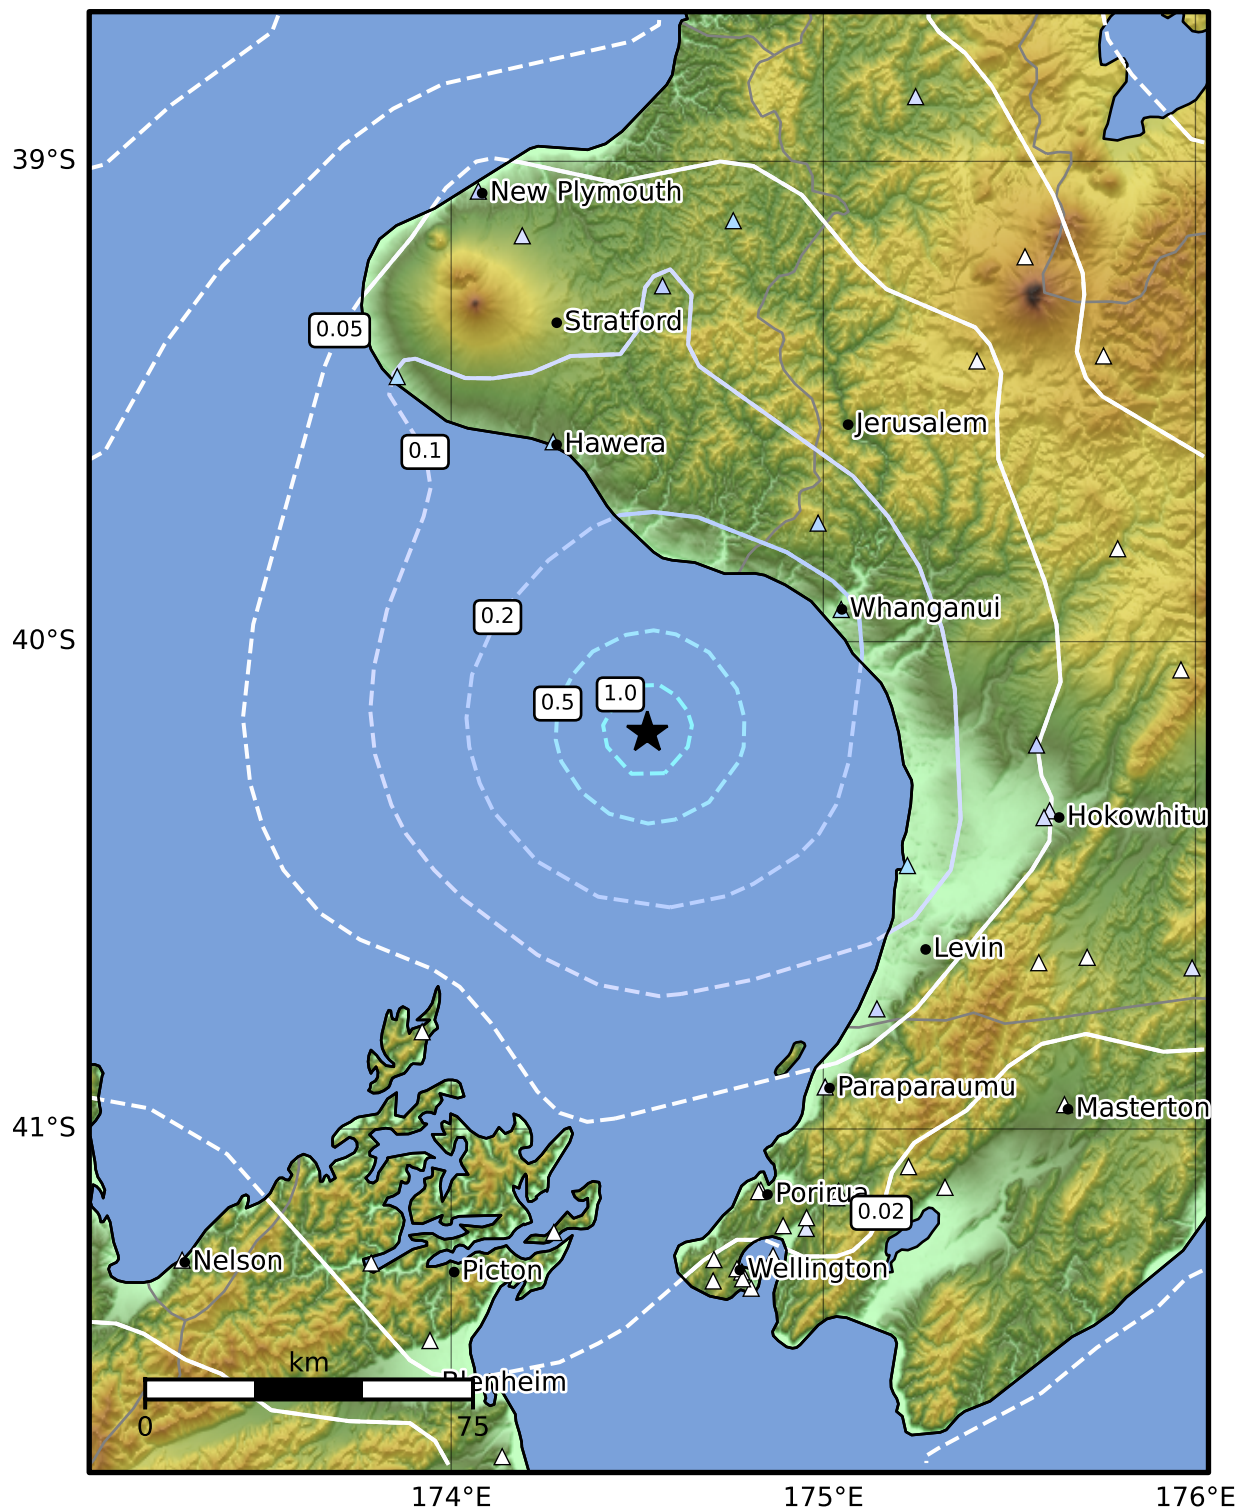 39°S
New Plymouth
Stratford
0.05
Jerusalem
0.1
Hawera
0.2
Whanganui
40°S
1.0
0.5
Hokowhitu
Levin
Paraparaumu
Masterton
41°S
Porirua
0.02
Nelson
Picton
Wellington
km
Blenheim
0
75
174°E
175°E
176°E